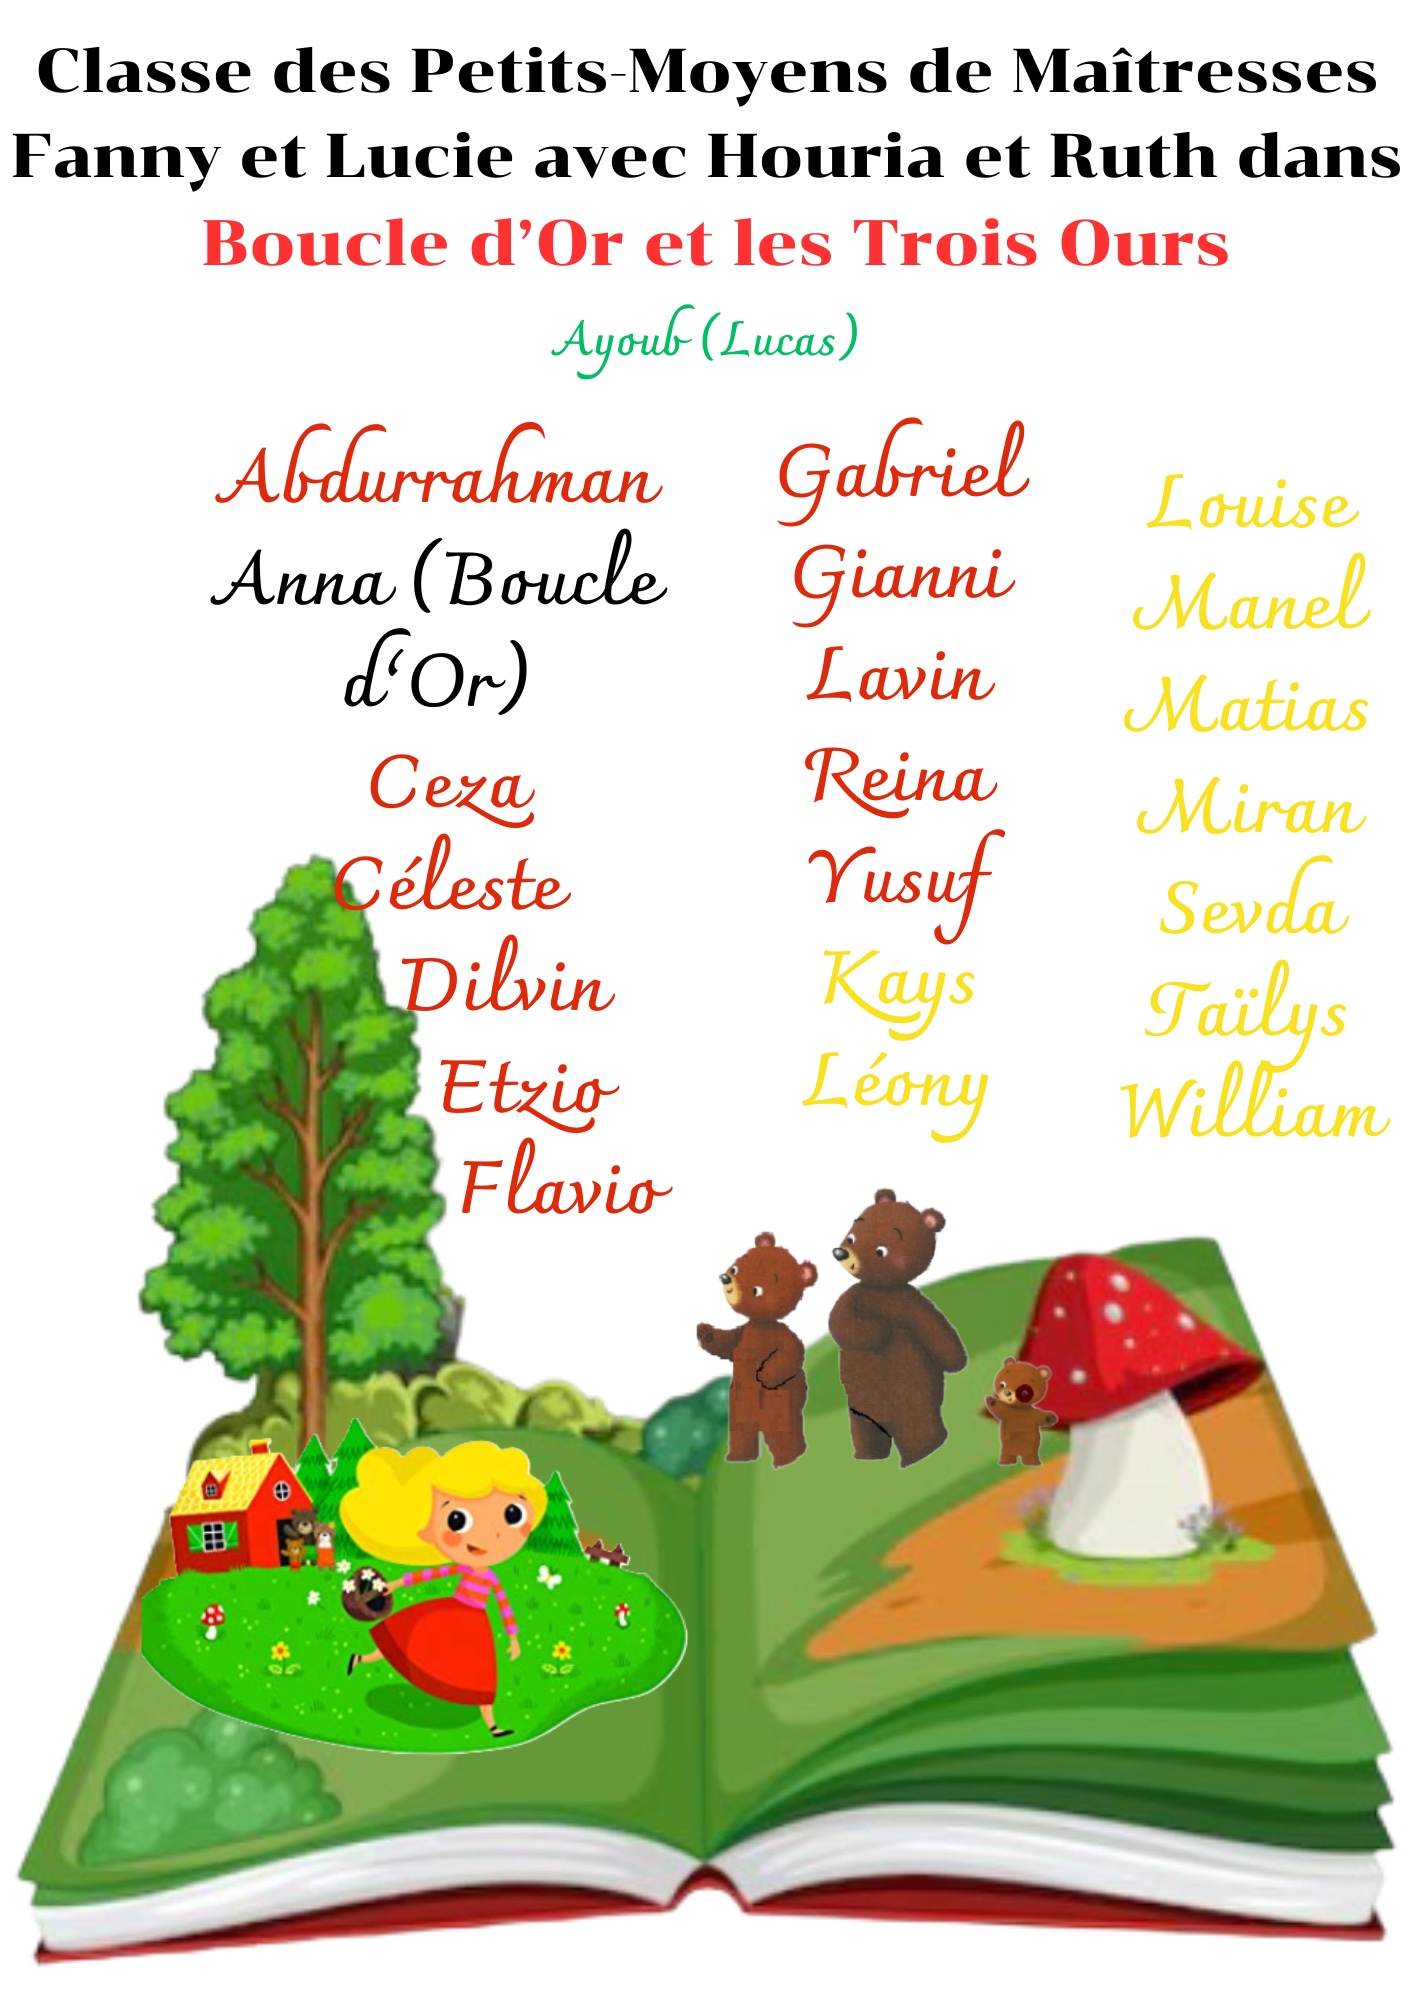 Classe des Petits-Moyens de Maîtresses
Fanny et Lucie avec Houria et Ruth dans
Boucle d’Or et les Trois Ours
Ayoub (Lucas)
Abdurrahman
Anna (Boucle
d‘Or)
Ceza
Céleste
Dilvin
Etzio
Flavio
Gabriel
Gianni
Lavin
Reina
Yusuf
Kays
Léony
Louise
Manel
Matias
Miran
Sevda
Taïlys
William